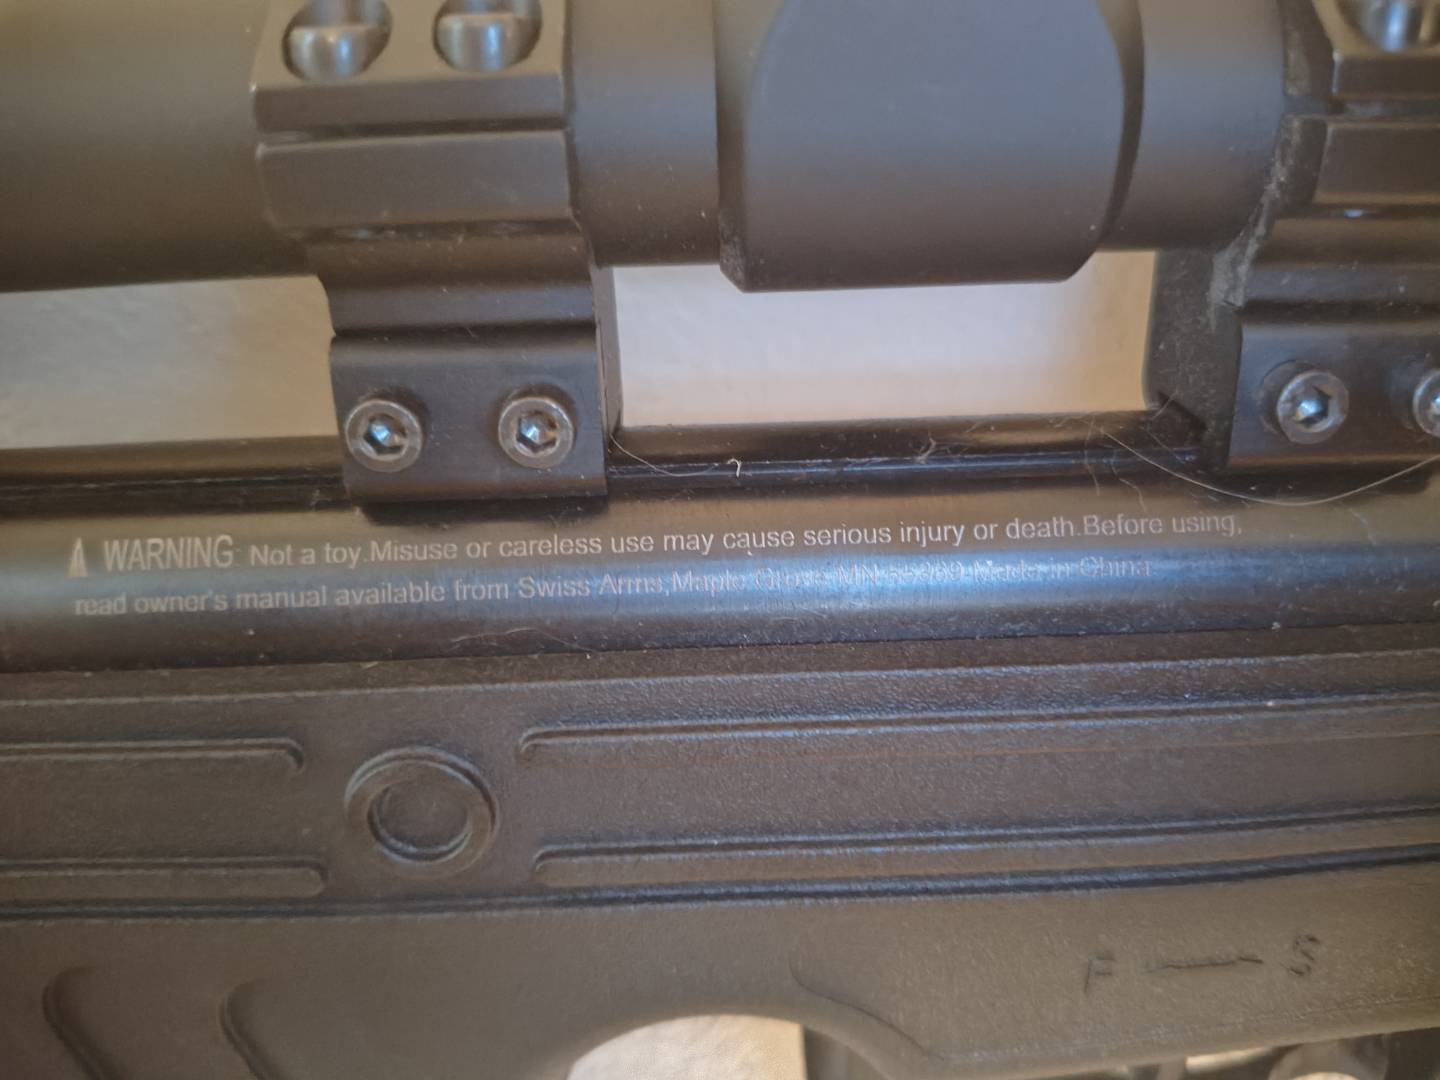 WARNING: Not a toy.Misuse or careless use may cause serious injury or death.Before using,
read owner's manual available from Swiss Arms,Maple Grove MN 55369 Made in China
F S